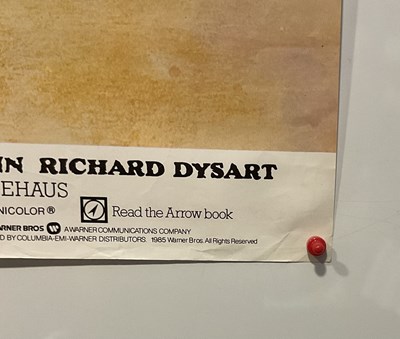 IN RICHARD DYSART
EHAUS
NICOLOR® Read the Arrow book
ARNER BROS A WARNER COMMUNICATIONS COMPANY
D BY COLUMBIA-EMI-WARNER DISTRIBUTORS 1985 Warner Bros. All Rights Reserved